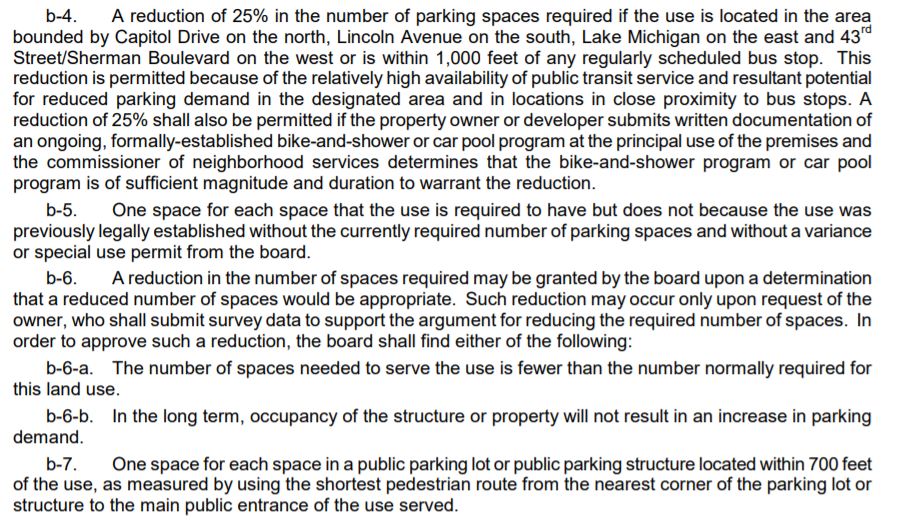 b-4. A reduction of 25% in the number of parking spaces required if the use is located in the area
bounded by Capitol Drive on the north, Lincoln Avenue on the south, Lake Michigan on the east and 43rd
Street/Sherman Boulevard on the west or is within 1,000 feet of any regularly scheduled bus stop. This
reduction is permitted because of the relatively high availability of public transit service and resultant potential
for reduced parking demand in the designated area and in locations in close proximity to bus stops. A
reduction of 25% shall also be permitted if the property owner or developer submits written documentation of
an ongoing, formally-established bike-and-shower or car pool program at the principal use of the premises and
the commissioner of neighborhood services determines that the bike-and-shower program or car pool
program is of sufficient magnitude and duration to warrant the reduction.
b-5. One space for each space that the use is required to have but does not because the use was
previously legally established without the currently required number of parking spaces and without a variance
or special use permit from the board.
b-6. A reduction in the number of spaces required may be granted by the board upon a determination
that a reduced number of spaces would be appropriate. Such reduction may occur only upon request of the
owner, who shall submit survey data to support the argument for reducing the required number of spaces. In
order to approve such a reduction, the board shall find either of the following:
b-6-a. The number of spaces needed to serve the use is fewer than the number normally required for
this land use.
b-6-b. In the long term, occupancy of the structure or property will not result in an increase in parking
demand.
b-7. One space for each space in a public parking lot or public parking structure located within 700 feet
of the use, as measured by using the shortest pedestrian route from the nearest corner of the parking lot or
structure to the main public entrance of the use served.